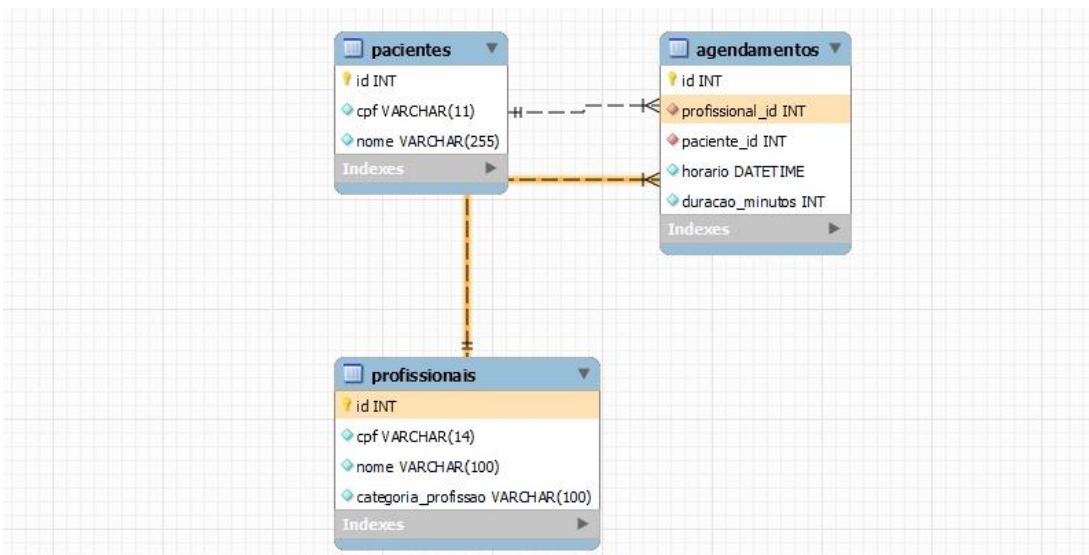 pacientes
id INT
cpf VARCHAR(11)
nome VARCHAR(255)
Indexes
agendamentos
id INT
profissional_id INT
paciente_id INT
horario DATETIME
duracao_minutos INT
Indexes
profissionais
id INT
cpf VARCHAR(14)
nome VARCHAR(100)
categoria_profissao VARCHAR(100)
Indexes